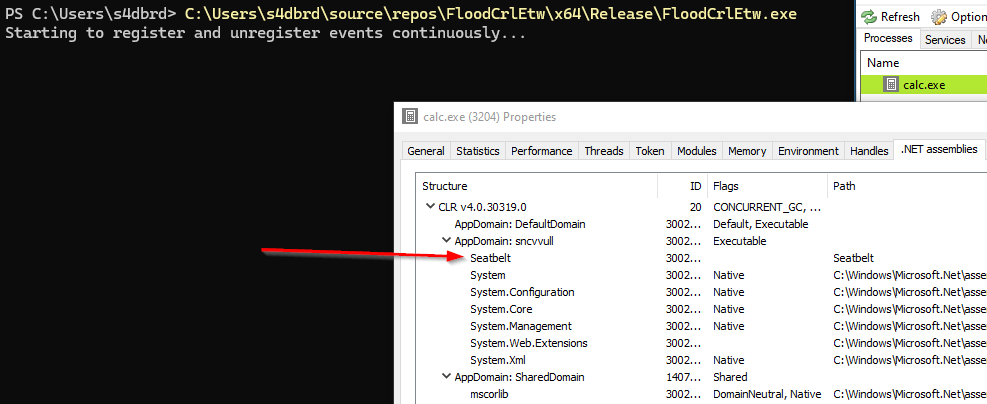 PS C:\Users\s4dbrd> C:\Users\s4dbrd\source\repos\FloodCrlEtw\x64\Release\FloodCrlEtw.exe
Starting to register and unregister events continuously...
Refresh Option
Processes Services Ne
Name
calc.exe
calc.exe (3204) Properties
General Statistics Performance Threads Token Modules Memory Environment Handles .NET assemblies
Structure ID Flags Path
CLR v4.0.30319.0 20 CONCURRENT_GC, ...
AppDomain: DefaultDomain 3002... Default, Executable
AppDomain: sncvvull 3002... Executable
Seatbelt 3002... Seatbelt
System 3002... Native C:\Windows\Microsoft.Net\asse
System.Configuration 3002... Native C:\Windows\Microsoft.Net\asse
System.Core 3002... Native C:\Windows\Microsoft.Net\asse
System.Management 3002... Native C:\Windows\Microsoft.Net\asse
System.Web.Extensions 3002... C:\Windows\Microsoft.Net\asse
System.Xml 3002... Native C:\Windows\Microsoft.Net\asse
AppDomain: SharedDomain 1407... Shared
mscorlib 3002... DomainNeutral, Native C:\Windows\Microsoft.Net\asse